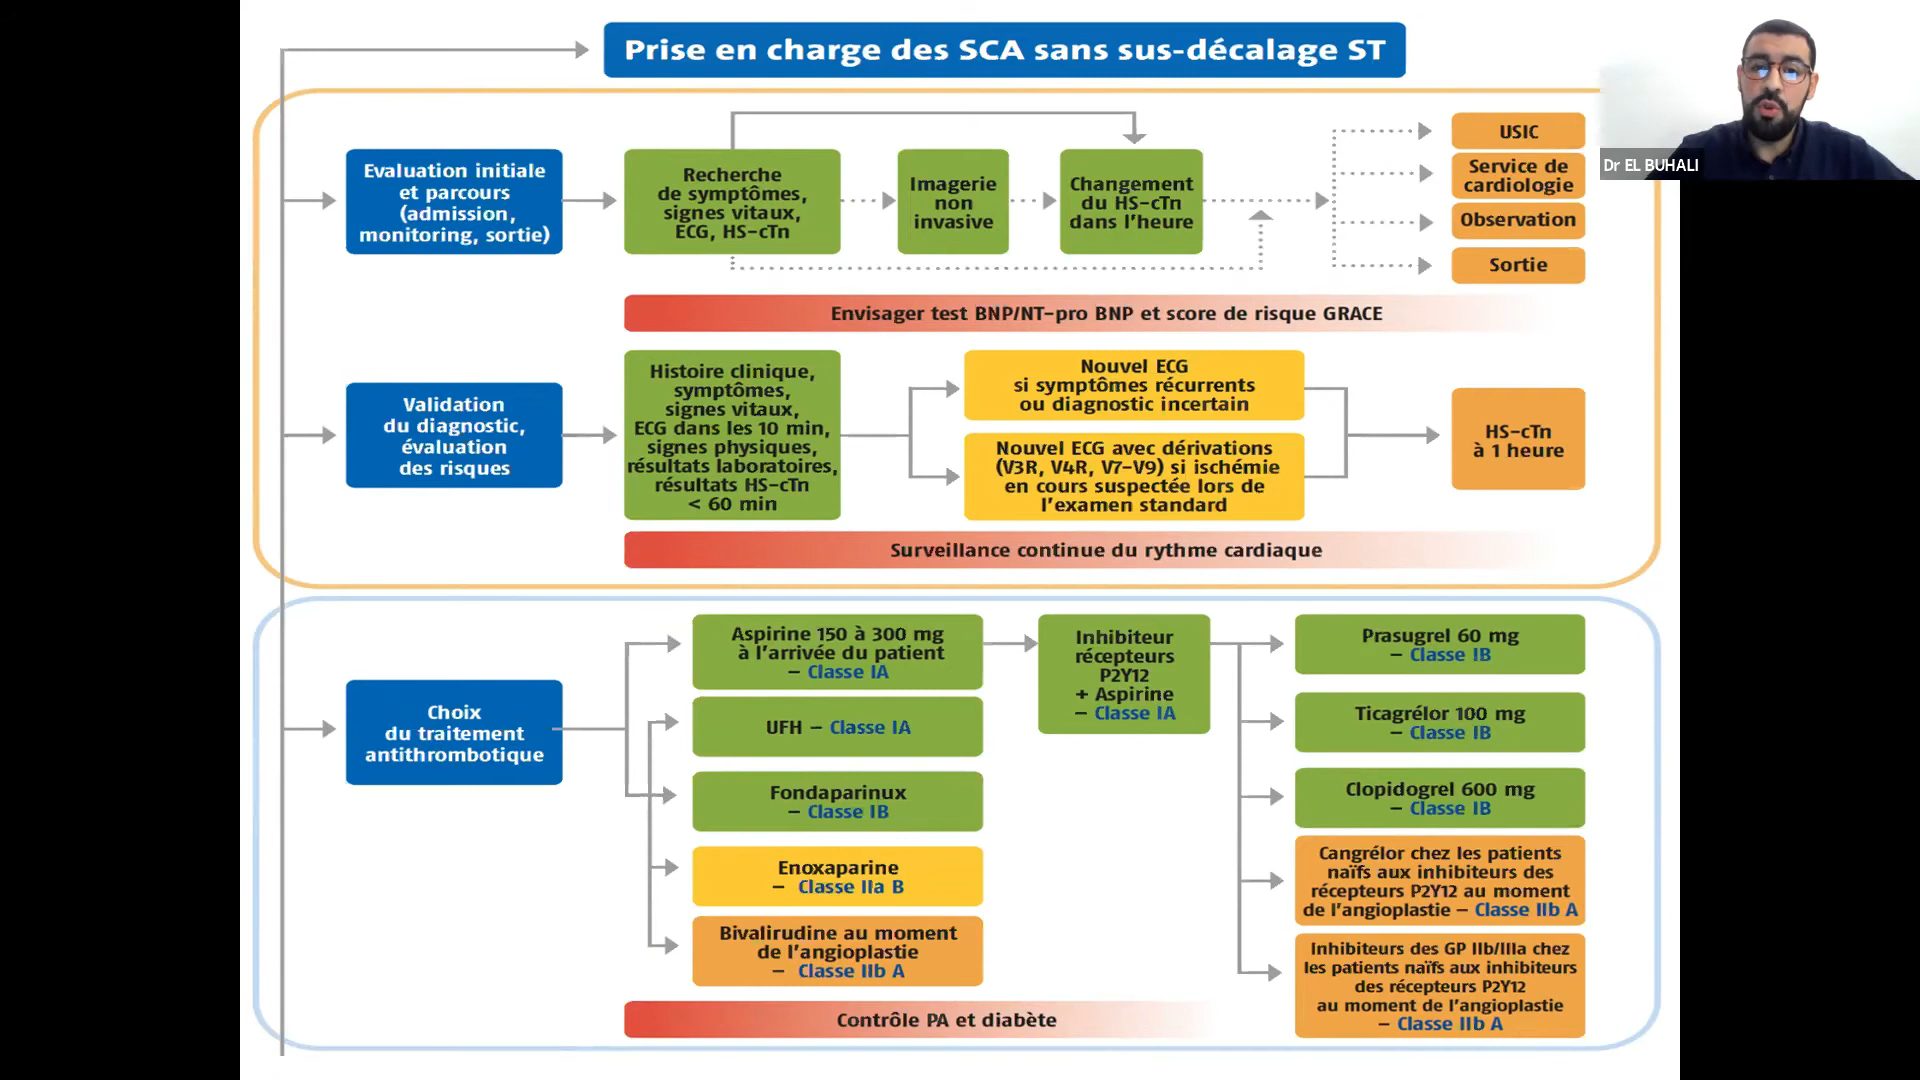 Prise en charge des SCA sans sus-décalage ST
Dr EL BUHALI
Evaluation initiale
et parcours
(admission,
monitoring, sortie)
Recherche
de symptômes,
signes vitaux,
ECG, HS-cTn
Imagerie
non
invasive
Changement
du HS-cTn
dans l'heure
USIC
Service de
cardiologie
Observation
Sortie
Envisager test BNP/NT-pro BNP et score de risque GRACE
Validation
du diagnostic,
évaluation
des risques
Histoire clinique,
symptômes,
signes vitaux,
ECG dans les 10 min,
signes physiques,
résultats laboratoires,
résultats HS-cTn
< 60 min
Nouvel ECG
si symptômes récurrents
ou diagnostic incertain
Nouvel ECG avec dérivations
(V3R, V4R, V7-V9) si ischémie
en cours suspectée lors de
l'examen standard
HS-cTn
à 1 heure
Surveillance continue du rythme cardiaque
Choix
du traitement
antithrombotique
Aspirine 150 à 300 mg
à l'arrivée du patient
– Classe IA
UFH – Classe IA
Fondaparinux
– Classe IB
Enoxaparine
– Classe IIa B
Bivalirudine au moment
de l'angioplastie
– Classe IIb A
Inhibiteur
récepteurs
P2Y12
+ Aspirine
– Classe IA
Prasugrel 60 mg
– Classe IB
Ticagrélor 100 mg
– Classe IB
Clopidogrel 600 mg
– Classe IB
Cangrélor chez les patients
naïfs aux inhibiteurs des
récepteurs P2Y12 au moment
de l'angioplastie – Classe IIb A
Inhibiteurs des GP IIb/IIIa chez
les patients naïfs aux inhibiteurs
des récepteurs P2Y12
au moment de l'angioplastie
– Classe IIb A
Contrôle PA et diabète